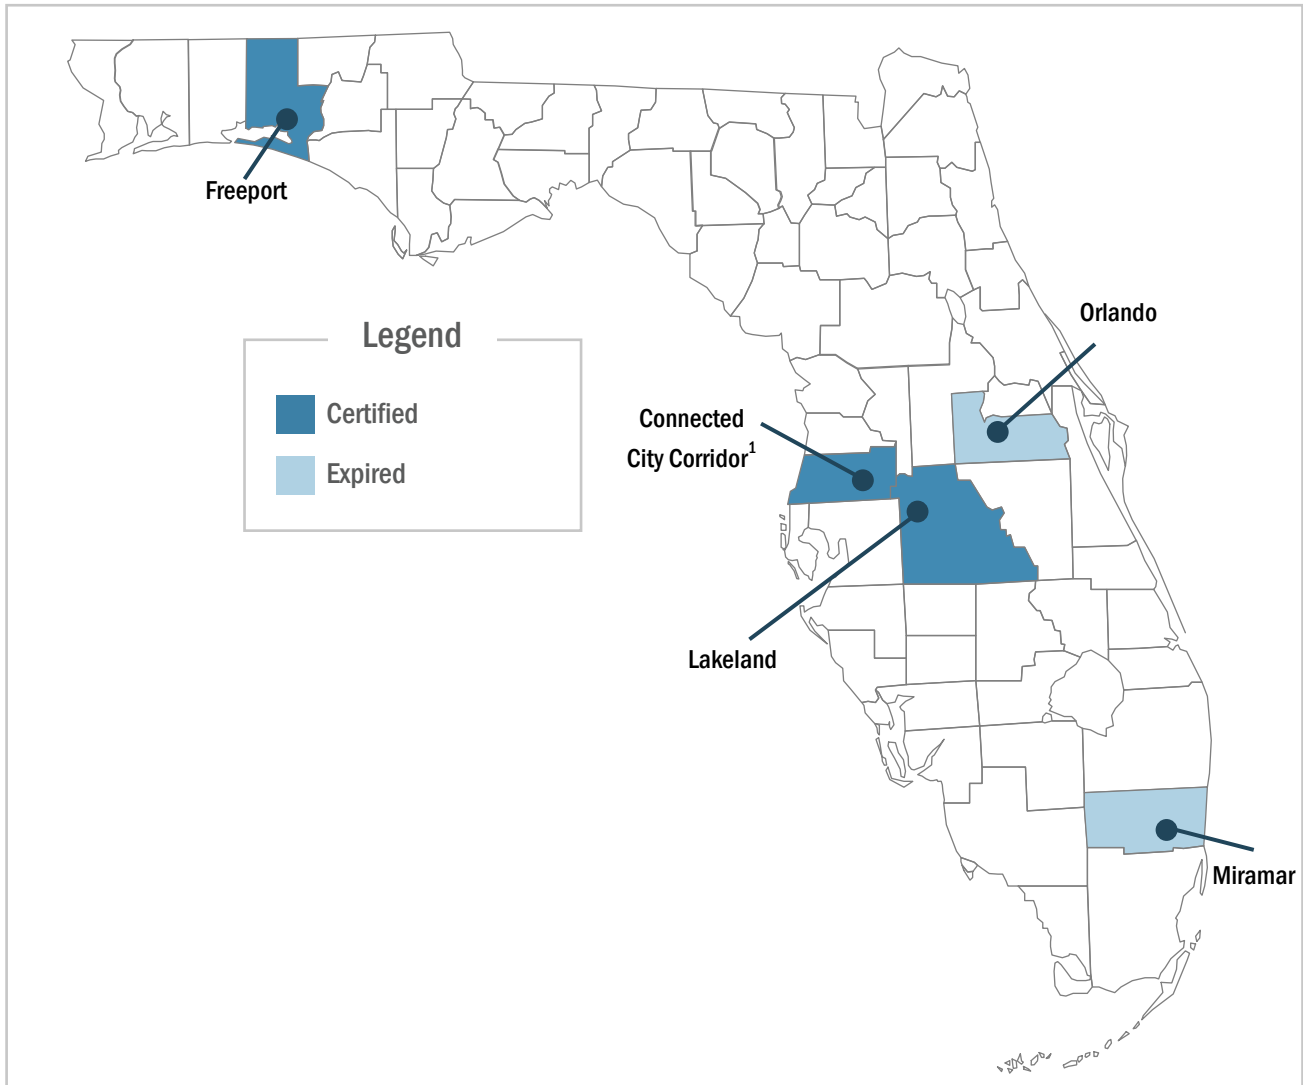 Freeport
Legend
Certified
Expired
Orlando
Connected
City Corridor¹
Lakeland
Miramar